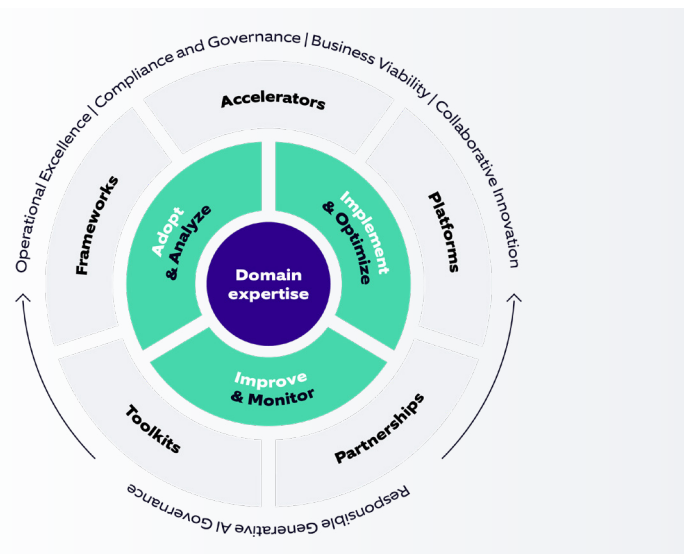 Operational Excellence | Compliance and Governance | Business Viability | Collaborative Innovation
Accelerators
Frameworks
Platforms
Adopt
& Analyze
Implement
& Optimize
Domain
expertise
Improve
& Monitor
Toolkits
Partnerships
Responsible Generative AI Governance